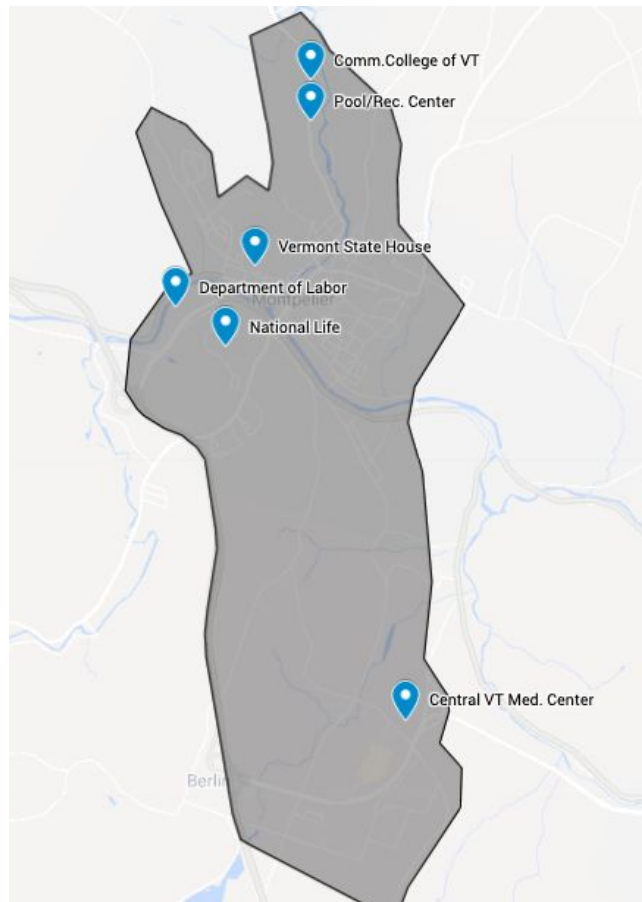 Comm.College of VT
Pool/Rec. Center
Vermont State House
Department of Labor
Montpelier
National Life
Central VT Med. Center
Berlin